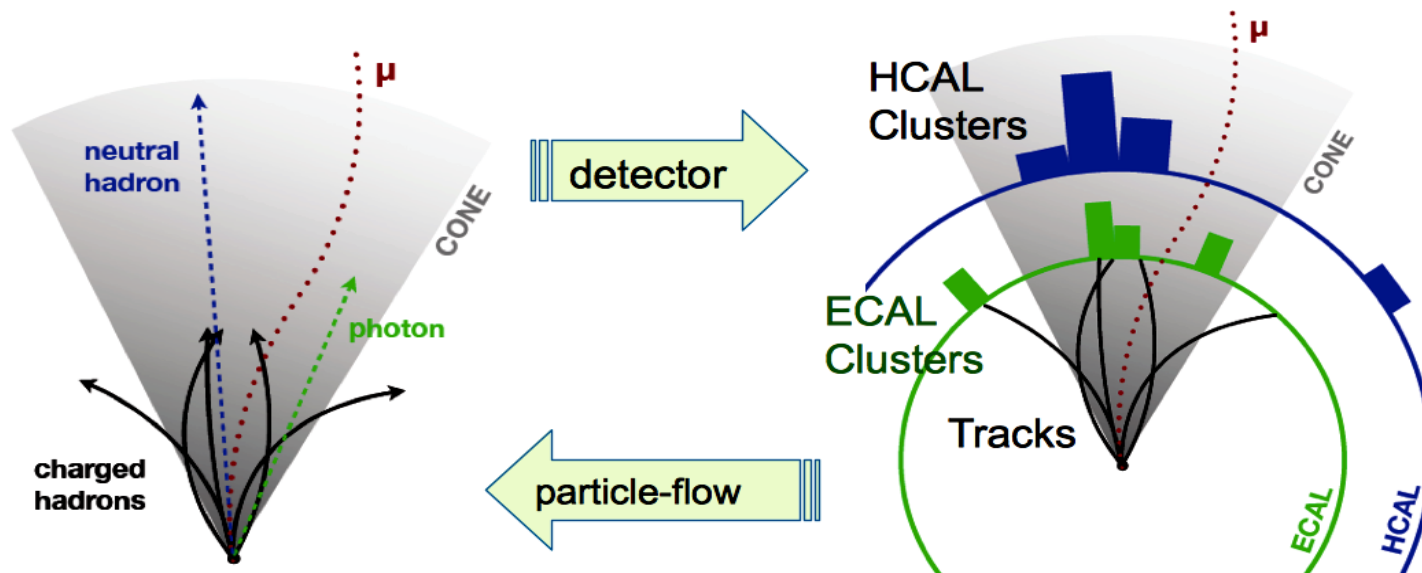 μ
neutral
hadron
CONE
photon
charged
hadrons
detector
particle-flow
μ
HCAL
Clusters
CONE
ECAL
Clusters
Tracks
ECAL
HCAL